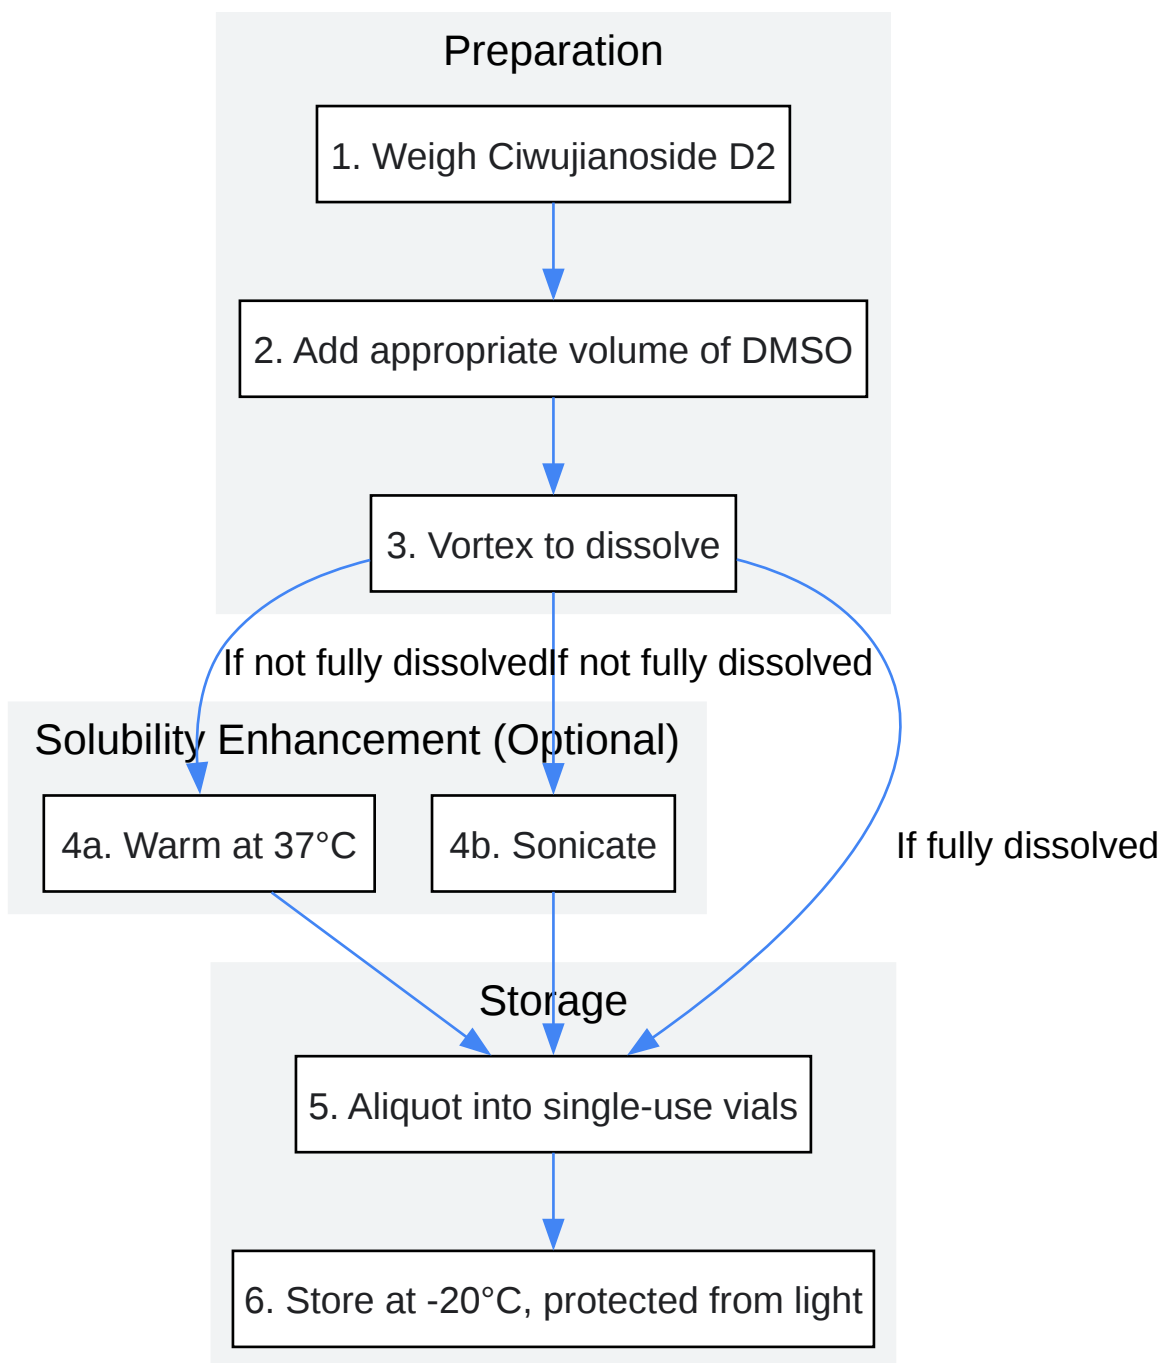 Preparation
1. Weigh Ciwujianoside D2
2. Add appropriate volume of DMSO
3. Vortex to dissolve
If not fully dissolved
If not fully dissolved
Solubility Enhancement (Optional)
4a. Warm at 37°C
4b. Sonicate
If fully dissolved
Storage
5. Aliquot into single-use vials
6. Store at -20°C, protected from light